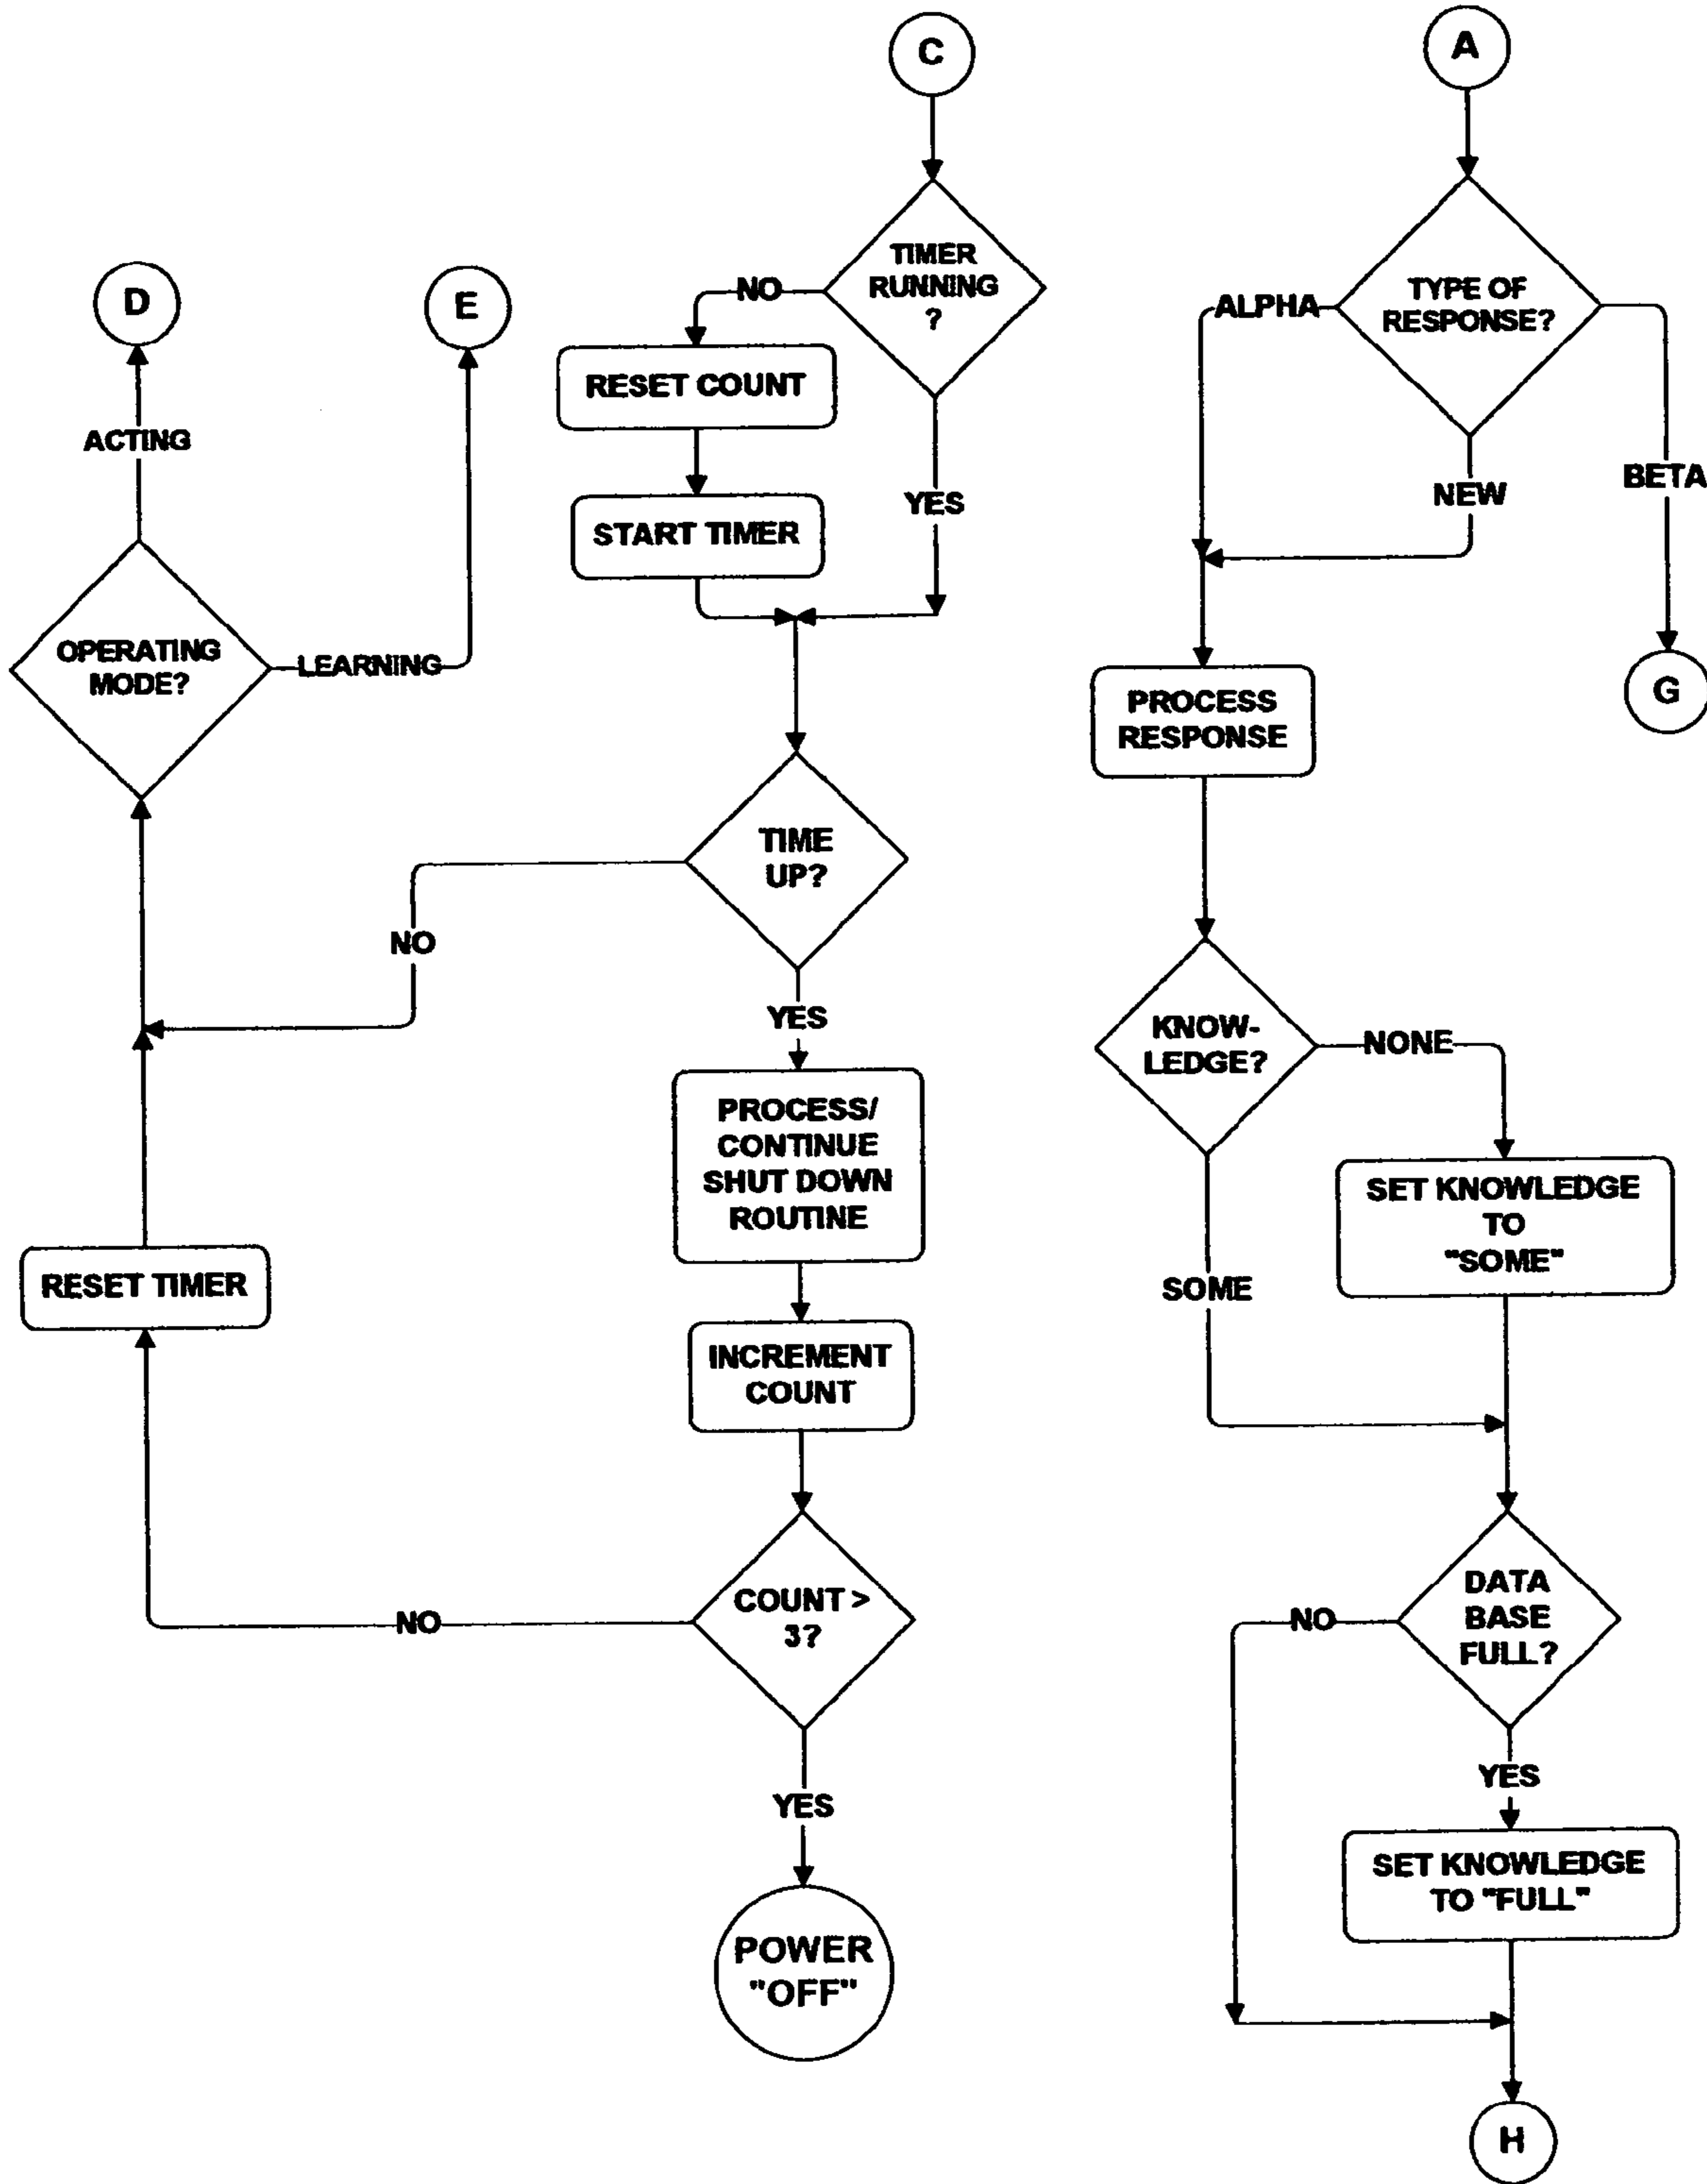 C
TIMER
RUNNING
?
NO
YES
RESET COUNT
START TIMER
D
E
ACTING
OPERATING
MODE?
LEARNING
TIME
UP?
NO
YES
PROCESS/
CONTINUE
SHUT DOWN
ROUTINE
RESET TIMER
INCREMENT
COUNT
COUNT >
3?
NO
YES
POWER
"OFF"
A
TYPE OF
RESPONSE?
ALPHA
NEW
BETA
G
PROCESS
RESPONSE
KNOW-
LEDGE?
NONE
SOME
SET KNOWLEDGE
TO
"SOME"
DATA
BASE
FULL?
NO
YES
SET KNOWLEDGE
TO "FULL"
H